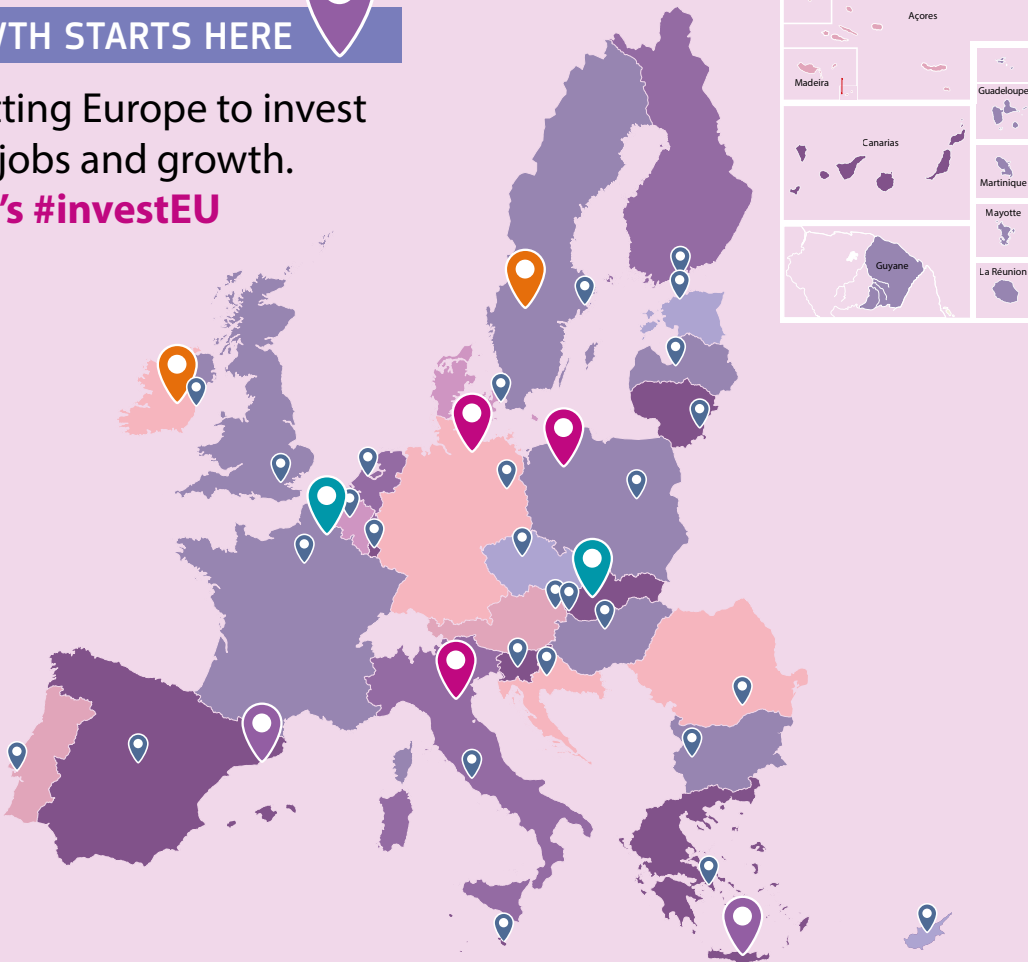 WTH STARTS HERE
tting Europe to invest
jobs and growth.
's #investEU
Açores
Madeira
Guadeloupe
Canarias
Martinique
Mayotte
Guyane
La Réunion